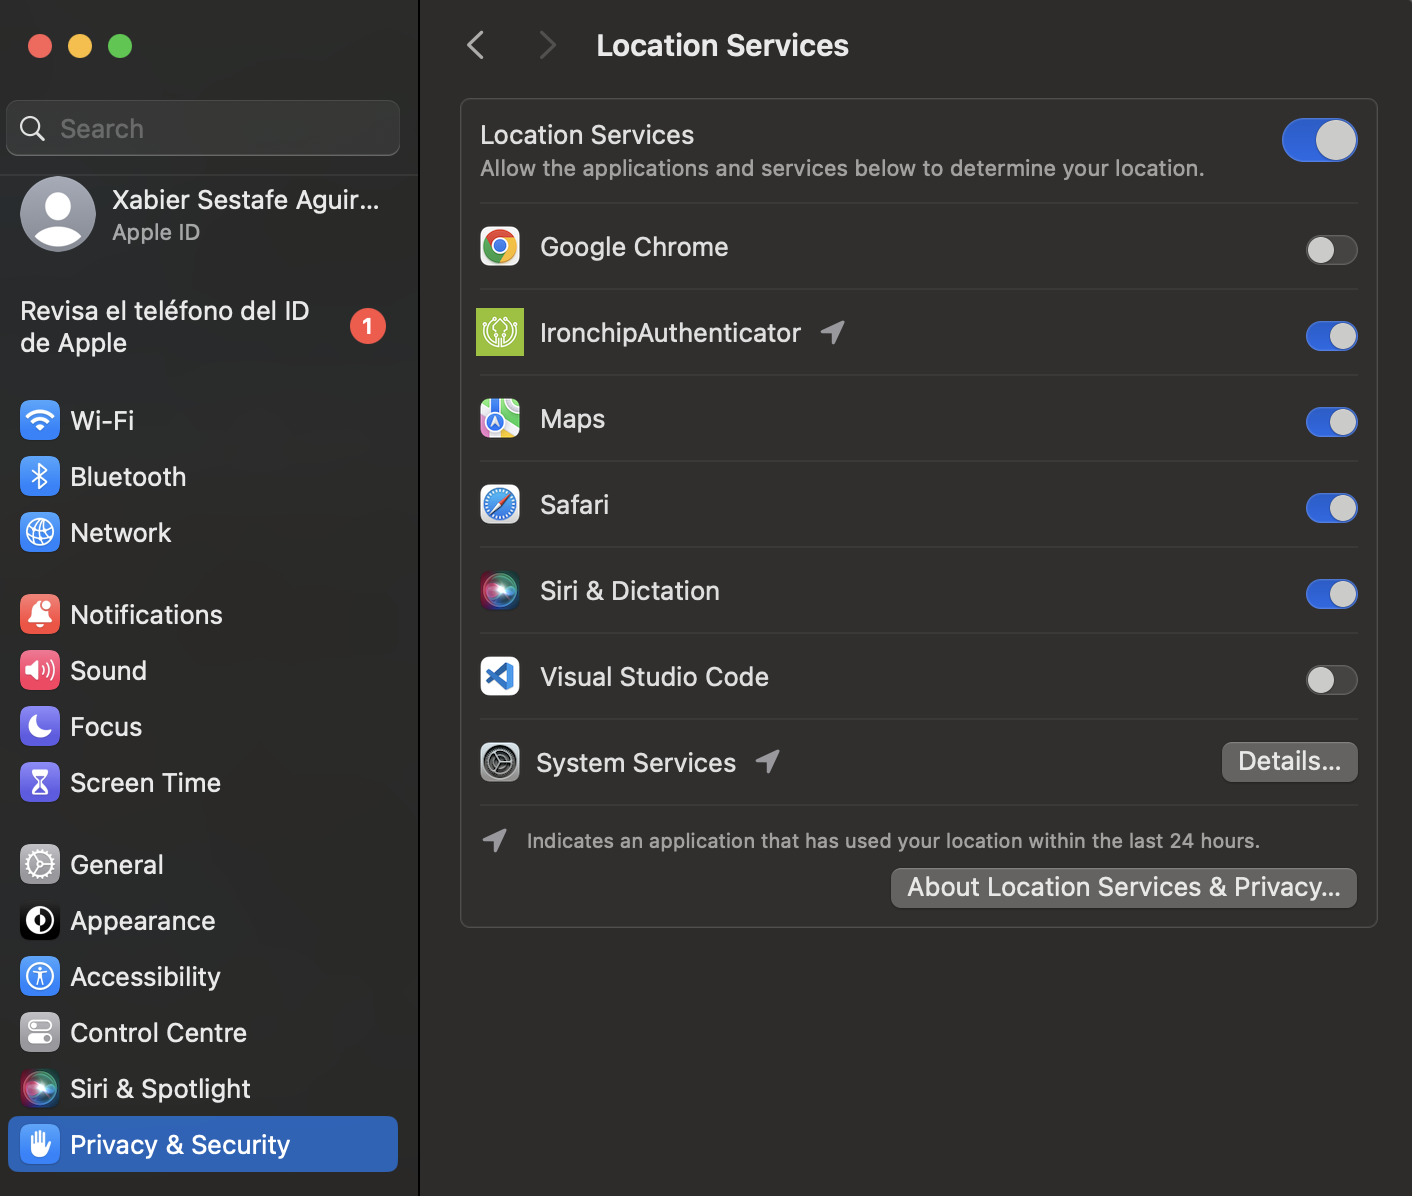 Search
Xabier Sestafe Aguir...
Apple ID
Revisa el teléfono del ID
de Apple
1
Wi-Fi
Bluetooth
Network
Notifications
Sound
Focus
Screen Time
General
Appearance
Accessibility
Control Centre
Siri & Spotlight
Privacy & Security
Location Services
Location Services
Allow the applications and services below to determine your location.
Google Chrome
IronchipAuthenticator
Maps
Safari
Siri & Dictation
Visual Studio Code
System Services
Details...
Indicates an application that has used your location within the last 24 hours.
About Location Services & Privacy...